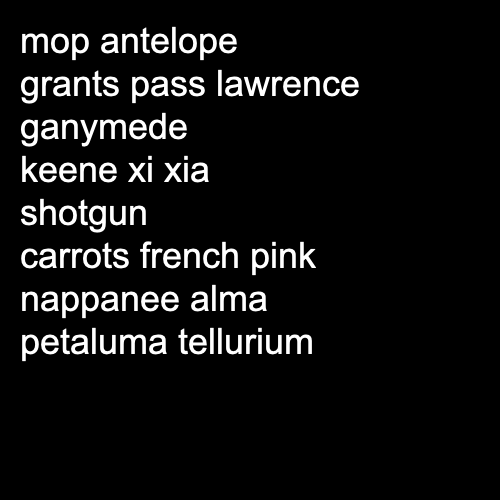 mop antelope
grants pass lawrence
ganymede
keene xi xia
shotgun
carrots french pink
nappanee alma
petaluma tellurium